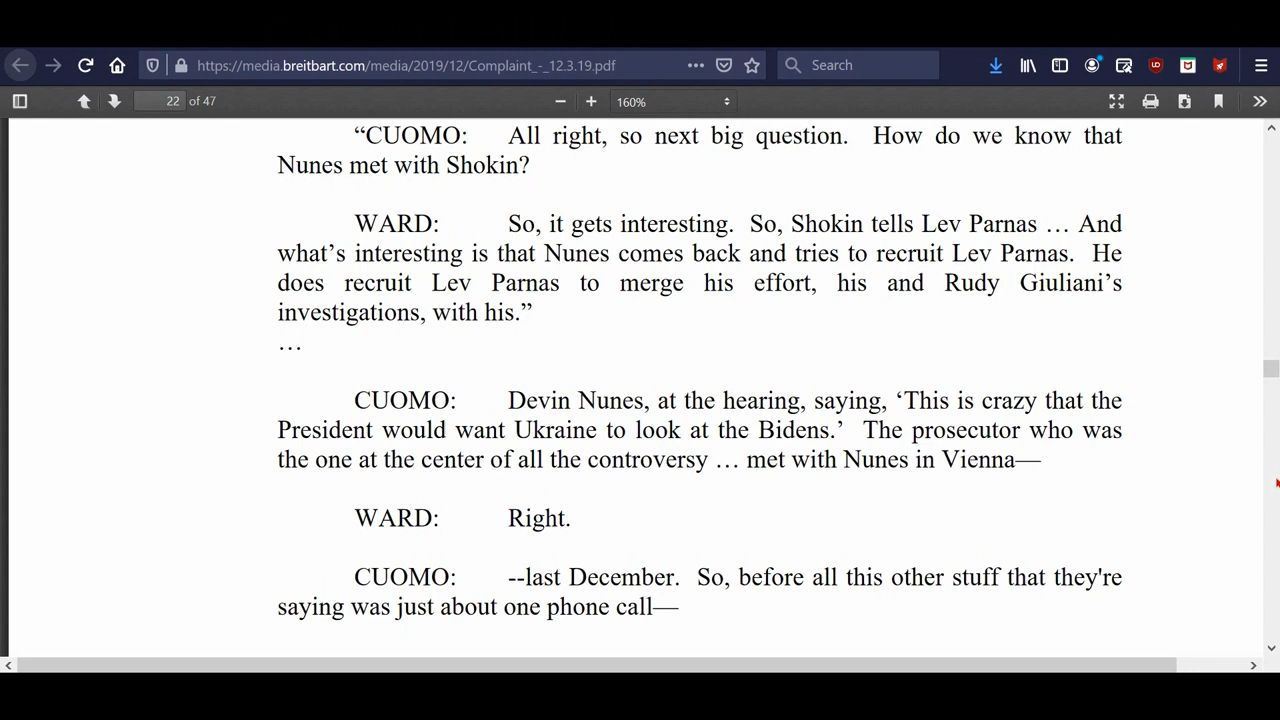 https://media.breitbart.com/media/2019/12/Complaint_-_12.3.19.pdf
Search
22 of 47
160%
“CUOMO: All right, so next big question. How do we know that
Nunes met with Shokin?
WARD: So, it gets interesting. So, Shokin tells Lev Parnas … And
what’s interesting is that Nunes comes back and tries to recruit Lev Parnas. He
does recruit Lev Parnas to merge his effort, his and Rudy Giuliani’s
investigations, with his.”
…
CUOMO: Devin Nunes, at the hearing, saying, ‘This is crazy that the
President would want Ukraine to look at the Bidens.’ The prosecutor who was
the one at the center of all the controversy … met with Nunes in Vienna—
WARD: Right.
CUOMO: --last December. So, before all this other stuff that they're
saying was just about one phone call—